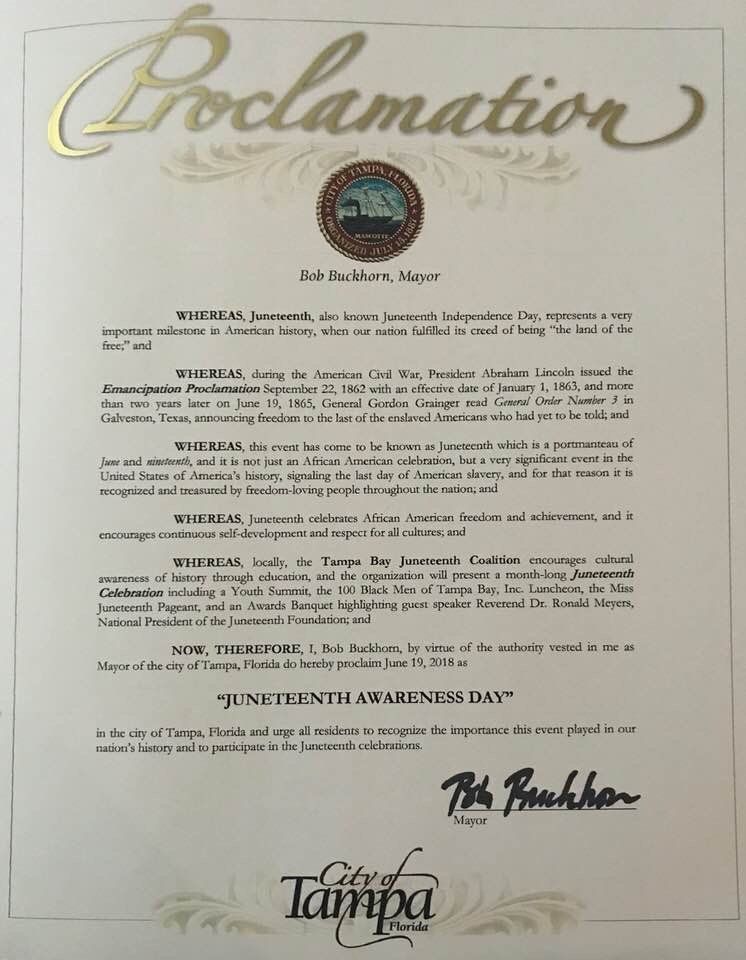 Proclamation
CITY OF TAMPA, FLORIDA
MASCOTTE
ORGANIZED JULY 15, 1887
Bob Buckhorn, Mayor
WHEREAS, Juneteenth, also known Juneteenth Independence Day, represents a very
important milestone in American history, when our nation fulfilled its creed of being “the land of the
free;” and
WHEREAS, during the American Civil War, President Abraham Lincoln issued the
Emancipation Proclamation September 22, 1862 with an effective date of January 1, 1863, and more
than two years later on June 19, 1865, General Gordon Grainger read General Order Number 3 in
Galveston, Texas, announcing freedom to the last of the enslaved Americans who had yet to be told; and
WHEREAS, this event has come to be known as Juneteenth which is a portmanteau of
June and nineteenth, and it is not just an African American celebration, but a very significant event in the
United States of America’s history, signaling the last day of American slavery, and for that reason it is
recognized and treasured by freedom-loving people throughout the nation; and
WHEREAS, Juneteenth celebrates African American freedom and achievement, and it
encourages continuous self-development and respect for all cultures; and
WHEREAS, locally, the Tampa Bay Juneteenth Coalition encourages cultural
awareness of history through education, and the organization will present a month-long Juneteenth
Celebration including a Youth Summit, the 100 Black Men of Tampa Bay, Inc. Luncheon, the Miss
Juneteenth Pageant, and an Awards Banquet highlighting guest speaker Reverend Dr. Ronald Meyers,
National President of the Juneteenth Foundation; and
NOW, THEREFORE, I, Bob Buckhorn, by virtue of the authority vested in me as
Mayor of the city of Tampa, Florida do hereby proclaim June 19, 2018 as
“JUNETEENTH AWARENESS DAY”
in the city of Tampa, Florida and urge all residents to recognize the importance this event played in our
nation’s history and to participate in the Juneteenth celebrations.
Bob Buckhorn
Mayor
City of
Tampa
Florida